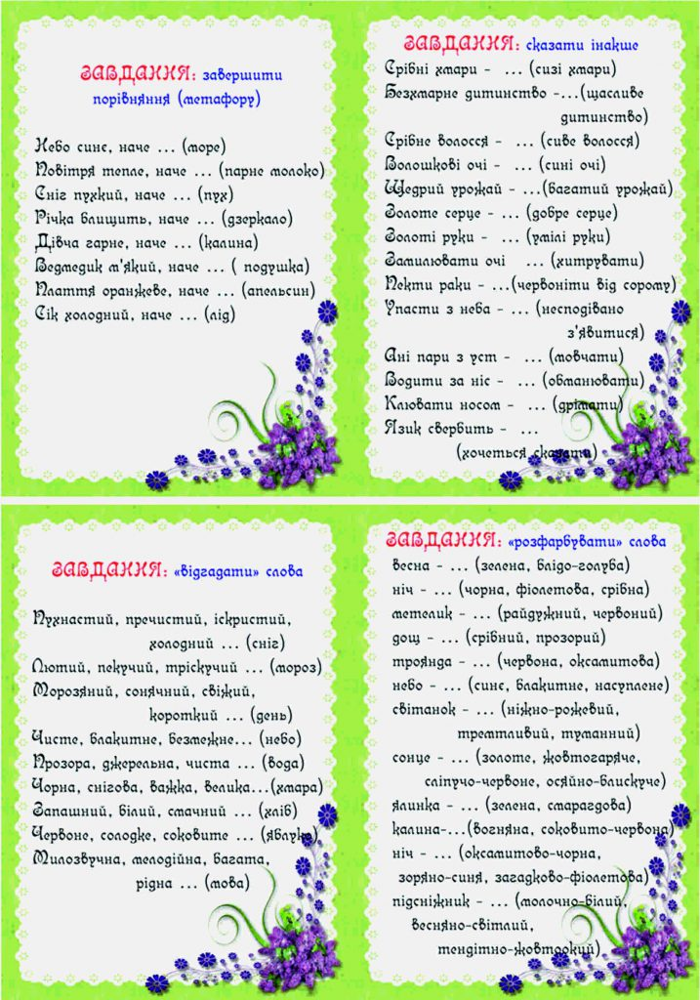 ЗАВДАННЯ: завершити
порівняння (метафору)
Небо синє, наче ... (море)
Повітря тепле, наче ... (парне молоко)
Сніг пухкий, наче ... (пух)
Річка блищить, наче ... (дзеркало)
Дівча гарне, наче ... (калина)
Ведмедик м'який, наче ... ( подушка)
Плаття оранжеве, наче ... (апельсин)
Сік холодний, наче ... (лід)
ЗАВДАННЯ: сказати інакше
Срібні хмари - ... (сизі хмари)
Безхмарне дитинство -...(щасливе
дитинство)
Срібне волосся - ... (сиве волосся)
Волошкові очі - ... (сині очі)
Щедрий урожай - ...(багатий урожай)
Золоте серце - ... (добре серце)
Золоті руки - ... (умілі руки)
Замилювати очі ... (хитрувати)
Пекти раки - ...(червоніти від сорому)
Упасти з неба - ... (несподівано
з'явитися)
Ані пари з уст - ... (мовчати)
Водити за ніс - ... (обманювати)
Клювати носом - ... (дрімати)
Язик свербить - ...
(хочеться сказати)
ЗАВДАННЯ: «відгадати» слова
Пухнастий, пречистий, іскристий,
холодний ... (сніг)
Лютий, пекучий, тріскучий ... (мороз)
Морозяний, сонячний, свіжий,
короткий ... (день)
Чисте, блакитне, безмежне... (небо)
Прозора, джерельна, чиста ... (вода)
Чорна, снігова, важка, велика...(хмара)
Запашний, білий, смачний ... (хліб)
Червоне, солодке, соковите ... (яблуко)
Милозвучна, мелодійна, багата,
рідна ... (мова)
ЗАВДАННЯ: «розфарбувати» слова
весна - ... (зелена, блідо-голуба)
ніч - ... (чорна, фіолетова, срібна)
метелик - ... (райдужний, червоний)
дощ - ... (срібний, прозорий)
троянда - ... (червона, оксамитова)
небо - ... (синє, блакитне, насуплене)
світанок - ... (ніжно-рожевий,
тремтливий, туманний)
сонце - ... (золоте, жовтогаряче,
сліпучо-червоне, осяйно-блискуче)
ялинка - ... (зелена, смарагдова)
калина-...(вогняна, соковито-червона)
ніч - ... (оксамитово-чорна,
зоряно-синя, загадково-фіолетова)
підсніжник - ... (молочно-білий,
весняно-світлий,
тендітно-жовтоокий)